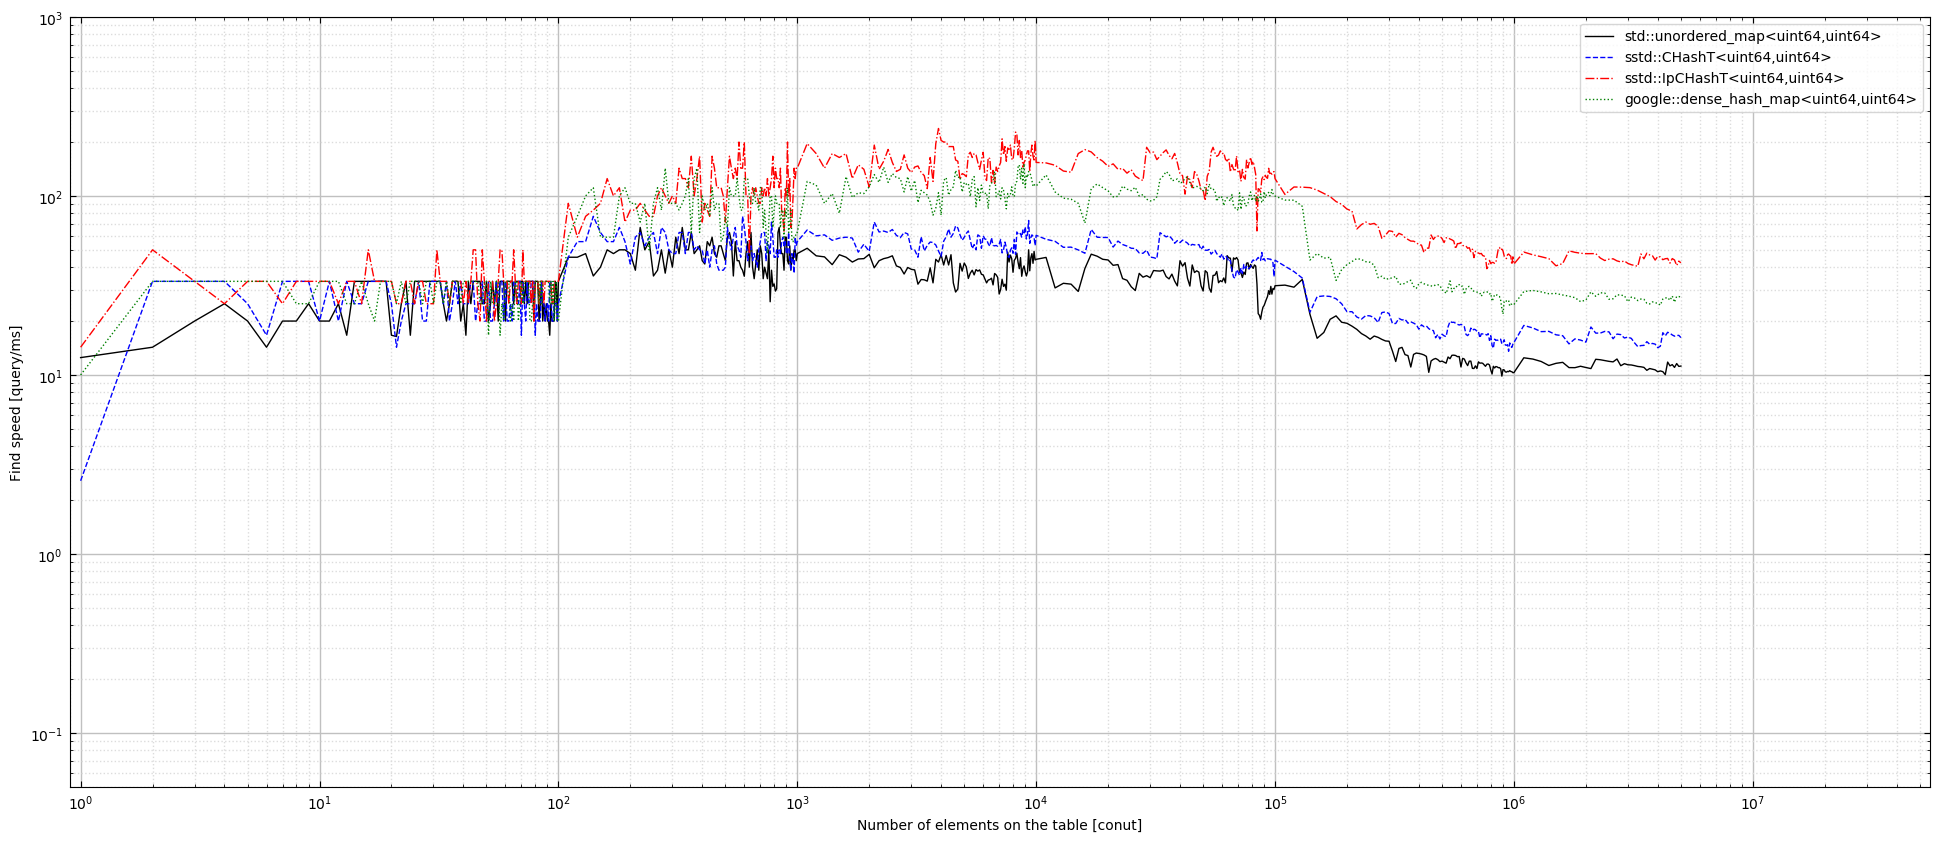 10³
10²
10¹
10⁰
10⁻¹
Find speed [query/ms]
std::unordered_map<uint64,uint64>
sstd::CHashT<uint64,uint64>
sstd::IpCHashT<uint64,uint64>
google::dense_hash_map<uint64,uint64>
10⁰ 10¹ 10² 10³ 10⁴ 10⁵ 10⁶ 10⁷
Number of elements on the table [conut]